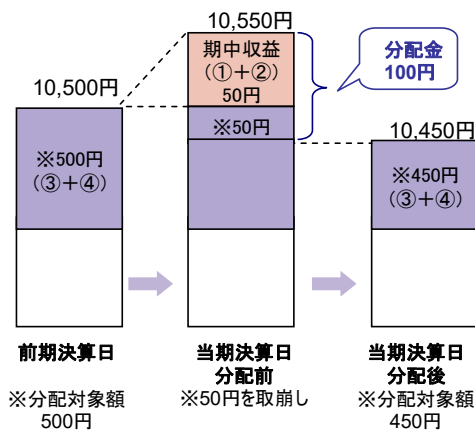 10,550円
期中収益
(①+②)
50円
※50円
分配金
100円
10,500円
※500円
(③+④)
10,450円
※450円
(③+④)
前期決算日
※分配対象額
500円
当期決算日
分配前
※50円を取崩し
当期決算日
分配後
※分配対象額
450円